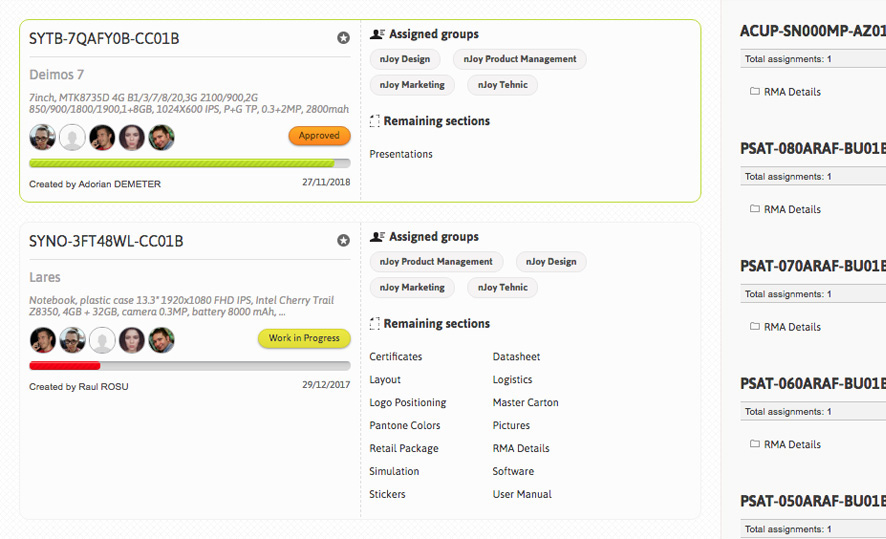 SYTB-7QAFY0B-CC01B
Deimos 7
7inch, MTK8735D 4G B1/3/7/8/20,3G 2100/900,2G
850/900/1800/1900,1+8GB, 1024X600 IPS, P+G TP, 0.3+2MP, 2800mah
Approved
Created by Adorian DEMETER
27/11/2018
Assigned groups
nJoy Design
nJoy Product Management
nJoy Marketing
nJoy Tehnic
Remaining sections
Presentations
SYNO-3FT48WL-CC01B
Lares
Notebook, plastic case 13.3" 1920x1080 FHD IPS, Intel Cherry Trail
Z8350, 4GB + 32GB, camera 0.3MP, battery 8000 mAh, ...
Work in Progress
Created by Raul ROSU
29/12/2017
Assigned groups
nJoy Product Management
nJoy Design
nJoy Marketing
nJoy Tehnic
Remaining sections
Certificates
Datasheet
Layout
Logistics
Logo Positioning
Master Carton
Pantone Colors
Pictures
Retail Package
RMA Details
Simulation
Software
Stickers
User Manual
ACUP-SN000MP-AZ01
Total assignments: 1
RMA Details
PSAT-080ARAF-BU01B
Total assignments: 1
RMA Details
PSAT-070ARAF-BU01B
Total assignments: 1
RMA Details
PSAT-060ARAF-BU01B
Total assignments: 1
RMA Details
PSAT-050ARAF-BU01B
Total assignments: 1